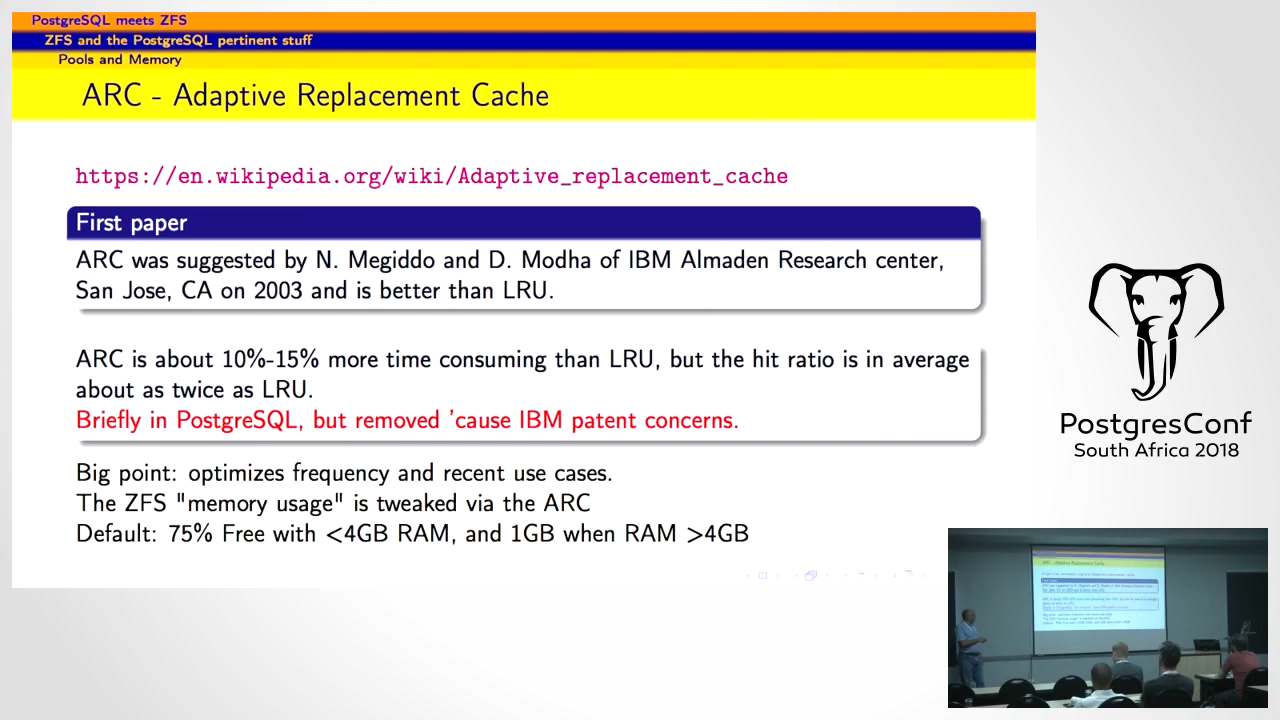 PostgreSQL meets ZFS
ZFS and the PostgreSQL pertinent stuff
Pools and Memory
ARC - Adaptive Replacement Cache
https://en.wikipedia.org/wiki/Adaptive_replacement_cache
First paper
ARC was suggested by N. Megiddo and D. Modha of IBM Almaden Research center,
San Jose, CA on 2003 and is better than LRU.
ARC is about 10%-15% more time consuming than LRU, but the hit ratio is in average
about as twice as LRU.
Briefly in PostgreSQL, but removed 'cause IBM patent concerns.
Big point: optimizes frequency and recent use cases.
The ZFS "memory usage" is tweaked via the ARC
Default: 75% Free with <4GB RAM, and 1GB when RAM >4GB
PostgresConf
South Africa 2018
ARC - Adaptive Replacement Cache